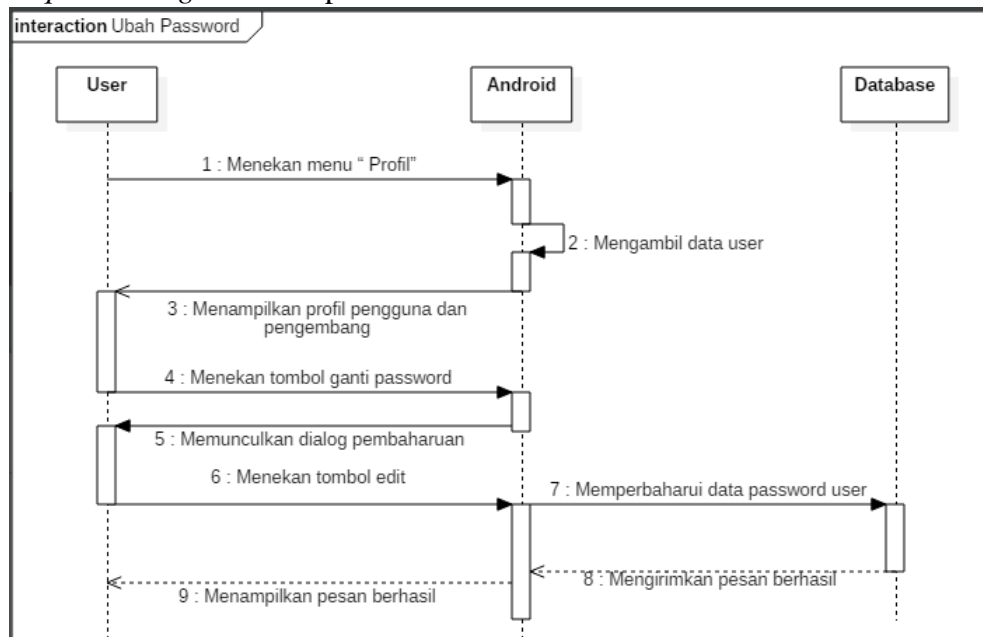 interaction Ubah Password
User
Android
Database
1 : Menekan menu “ Profil”
2 : Mengambil data user
3 : Menampilkan profil pengguna dan
pengembang
4 : Menekan tombol ganti password
5 : Memunculkan dialog pembaharuan
6 : Menekan tombol edit
7 : Memperbaharui data password user
8 : Mengirimkan pesan berhasil
9 : Menampilkan pesan berhasil